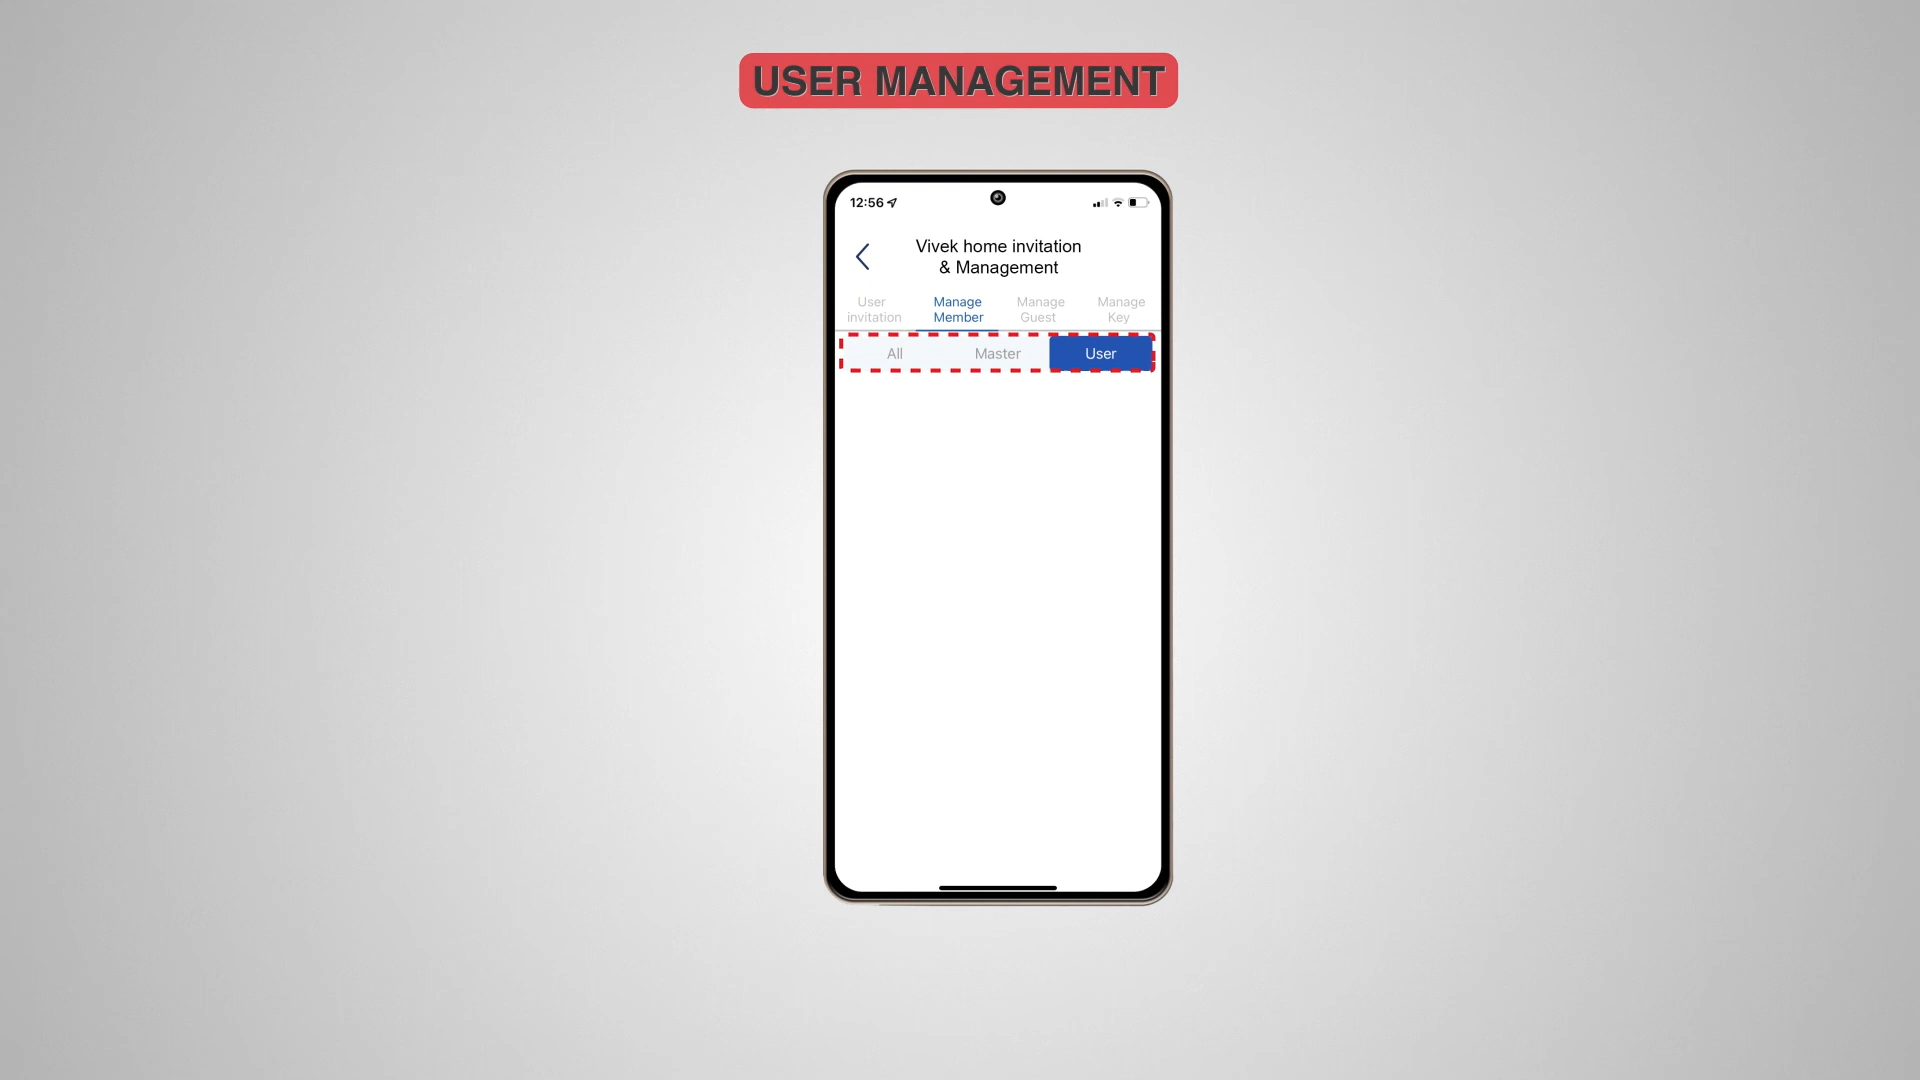 USER MANAGEMENT
12:56
Vivek home invitation
& Management
User invitation
Manage Member
Manage Guest
Manage Key
All
Master
User